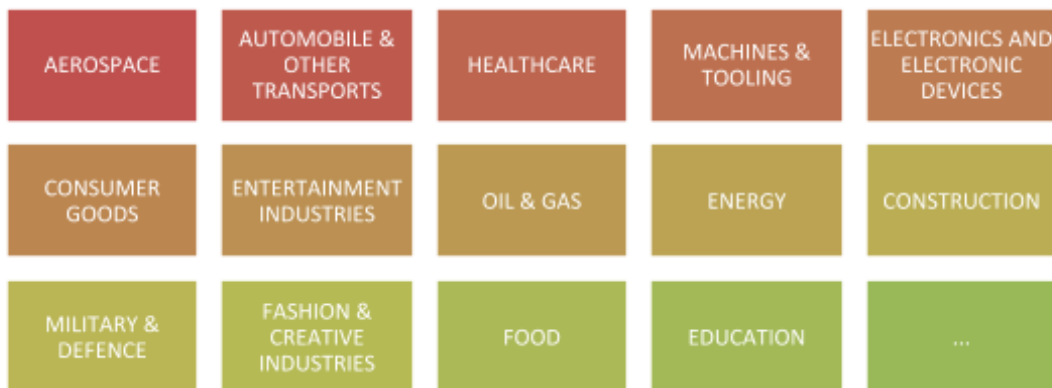 AEROSPACE
AUTOMOBILE &
OTHER
TRANSPORTS
HEALTHCARE
MACHINES &
TOOLING
ELECTRONICS AND
ELECTRONIC
DEVICES
CONSUMER
GOODS
ENTERTAINMENT
INDUSTRIES
OIL & GAS
ENERGY
CONSTRUCTION
MILITARY &
DEFENCE
FASHION &
CREATIVE
INDUSTRIES
FOOD
EDUCATION
...